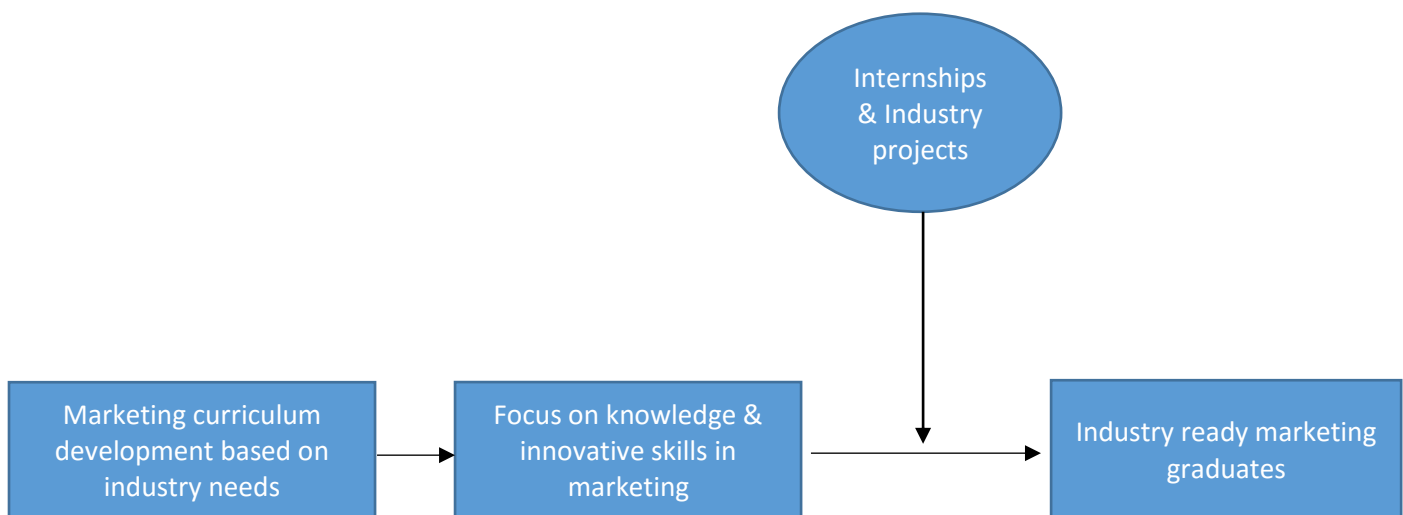 Internships
& Industry
projects
Marketing curriculum
development based on
industry needs
Focus on knowledge &
innovative skills in
marketing
Industry ready marketing
graduates